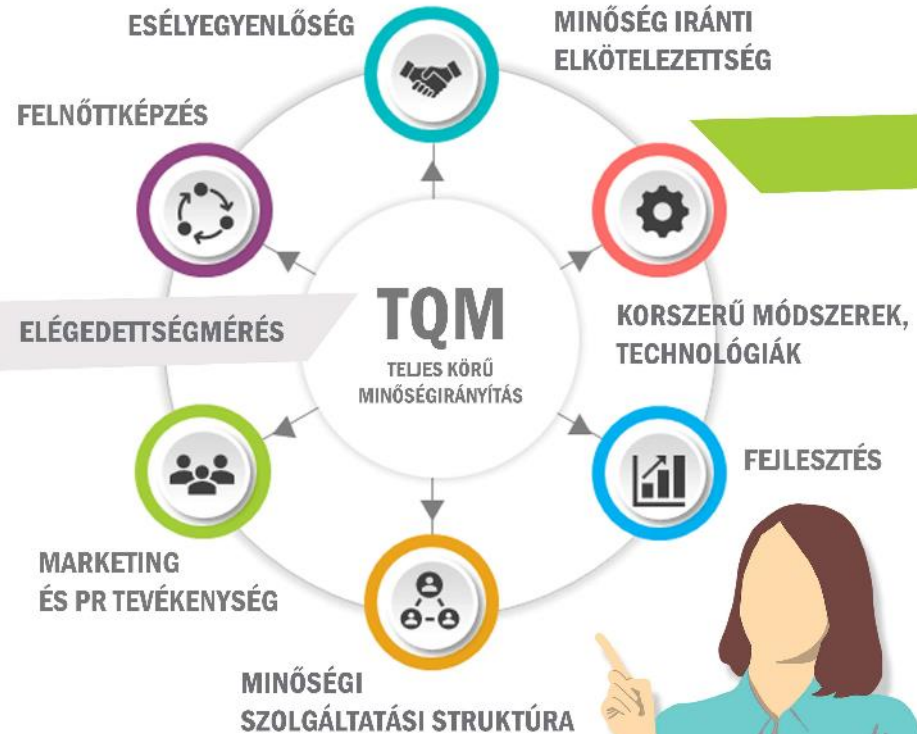 ESÉLYEGYENLŐSÉG
MINŐSÉG IRÁNTI
ELKÖTELEZETTSÉG
FELNŐTTKÉPZÉS
ELÉGEDETTSÉGMÉRÉS
TQM
TELJES KÖRŰ
MINŐSÉGIRÁNYÍTÁS
KORSZERŰ MÓDSZEREK,
TECHNOLÓGIÁK
FEJLESZTÉS
MARKETING
ÉS PR TEVÉKENYSÉG
MINŐSÉGI
SZOLGÁLTATÁSI STRUKTÚRA